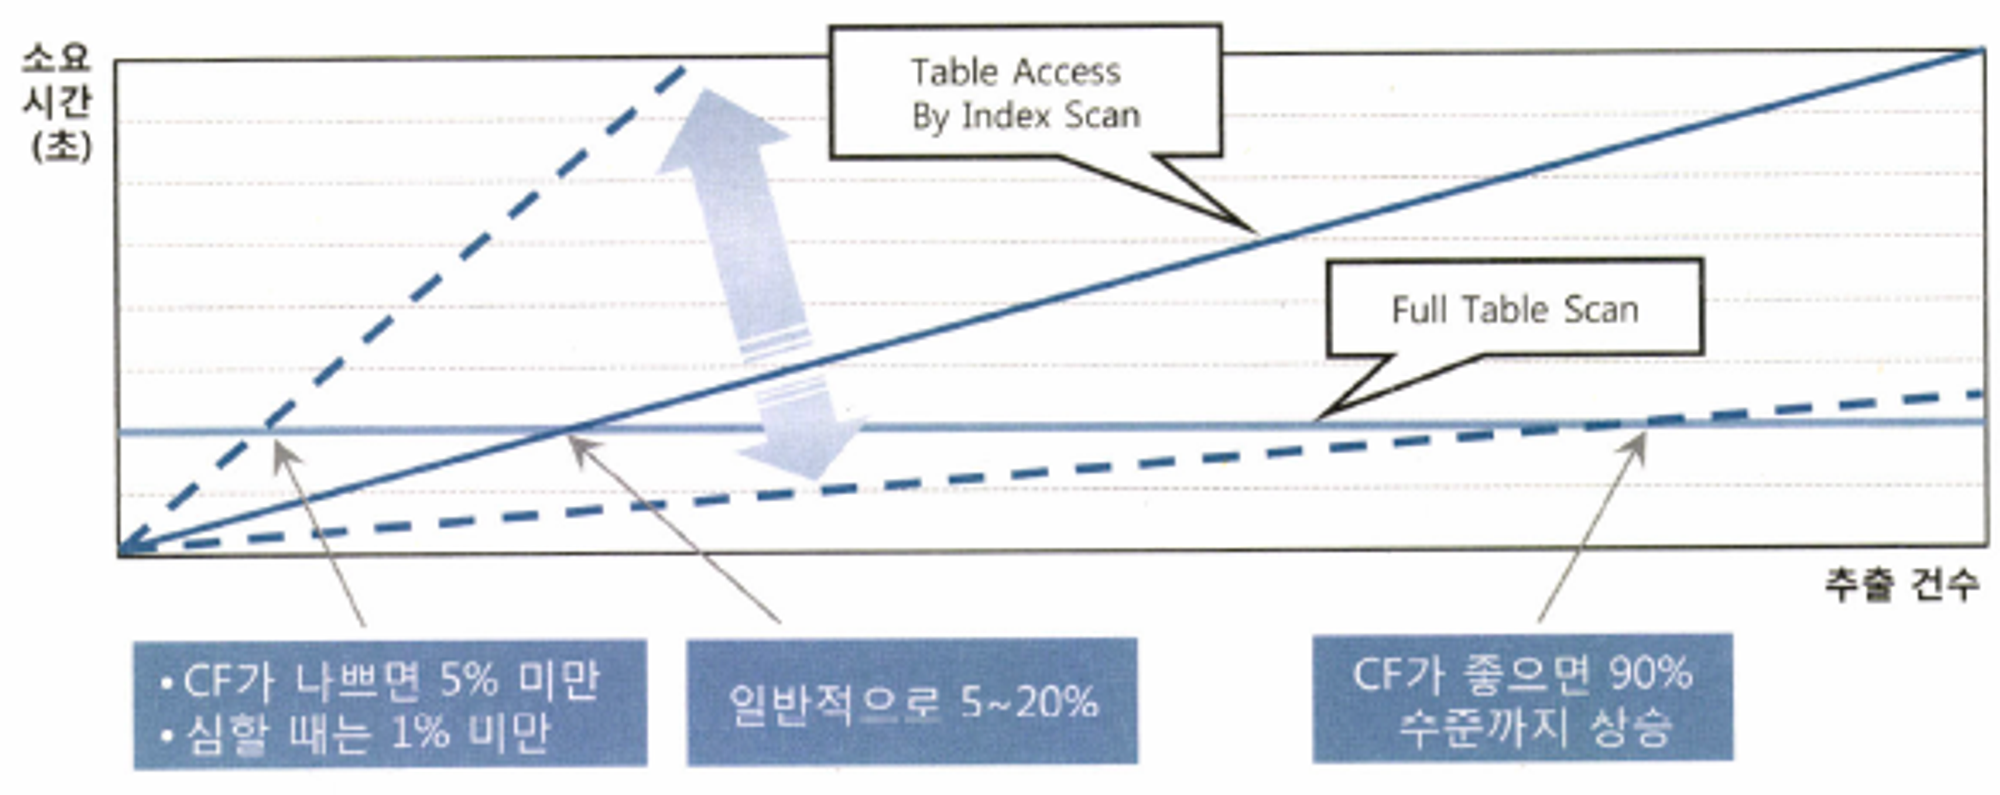 소요
시간
(초)
Table Access
By Index Scan
Full Table Scan
추출 건수
• CF가 나쁘면 5% 미만
• 심할 때는 1% 미만
일반적으로 5~20%
CF가 좋으면 90%
수준까지 상승